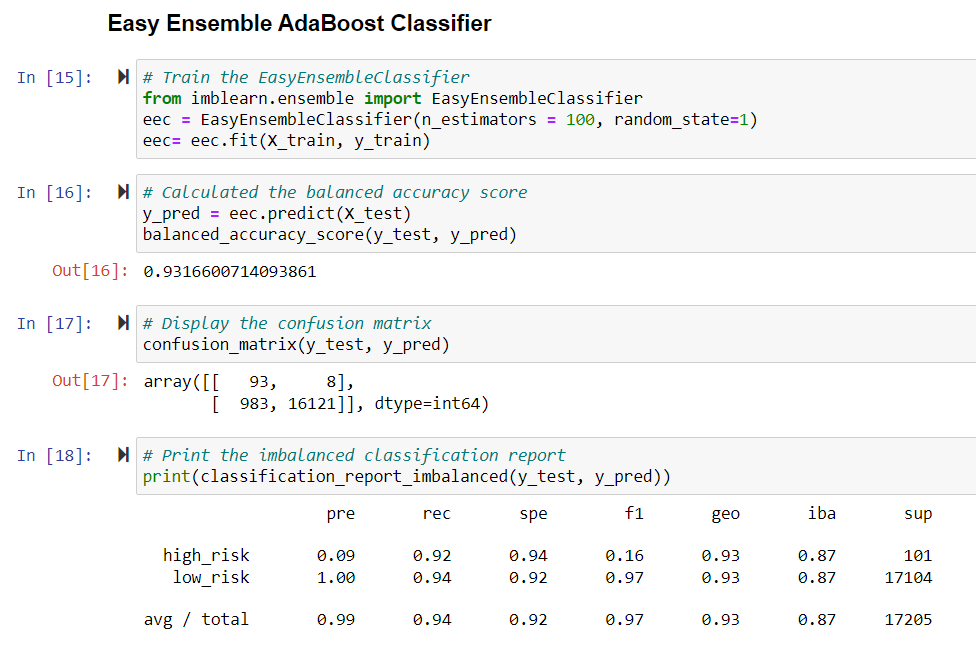 Easy Ensemble AdaBoost Classifier
In [15]: # Train the EasyEnsembleClassifier
from imblearn.ensemble import EasyEnsembleClassifier
eec = EasyEnsembleClassifier(n_estimators = 100, random_state=1)
eec= eec.fit(X_train, y_train)
In [16]: # Calculated the balanced accuracy score
y_pred = eec.predict(X_test)
balanced_accuracy_score(y_test, y_pred)
Out[16]: 0.9316600714093861
In [17]: # Display the confusion matrix
confusion_matrix(y_test, y_pred)
Out[17]: array([[   93,     8],
[  983, 16121]], dtype=int64)
In [18]: # Print the imbalanced classification report
print(classification_report_imbalanced(y_test, y_pred))
pre rec spe f1 geo iba sup
high_risk 0.09 0.92 0.94 0.16 0.93 0.87 101
low_risk 1.00 0.94 0.92 0.97 0.93 0.87 17104
avg / total 0.99 0.94 0.92 0.97 0.93 0.87 17205